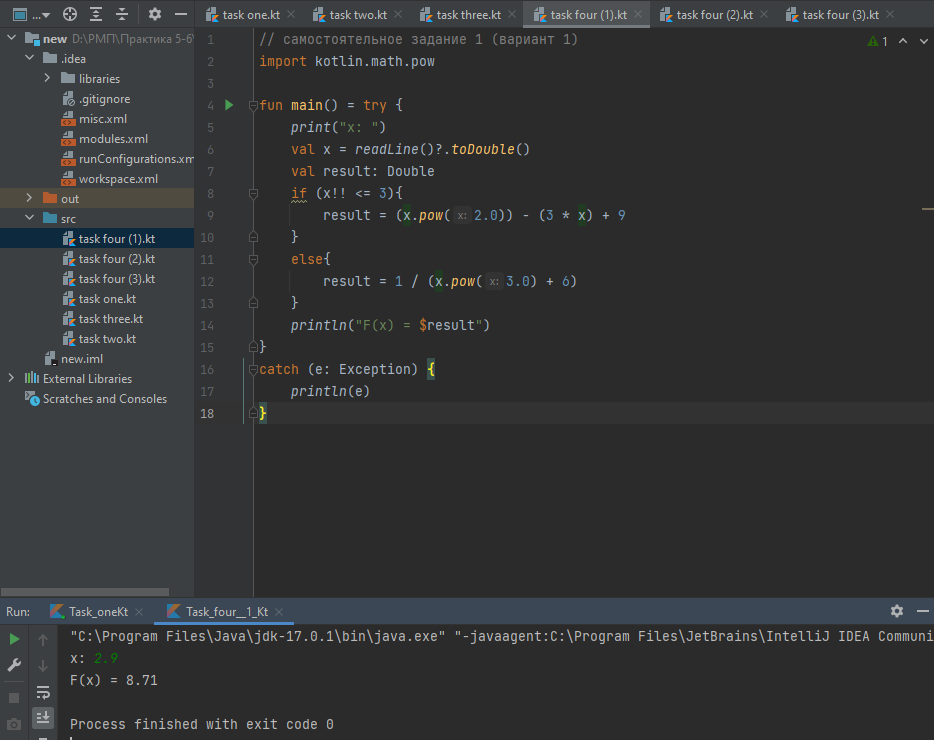 ...
task one.kt
task two.kt
task three.kt
task four (1).kt
task four (2).kt
task four (3).kt
new D:\РМП\Практика 5-6\
.idea
libraries
.gitignore
misc.xml
modules.xml
runConfigurations.xm
workspace.xml
out
src
task four (1).kt
task four (2).kt
task four (3).kt
task one.kt
task three.kt
task two.kt
new.iml
External Libraries
Scratches and Consoles
1
1 // самостоятельное задание 1 (вариант 1)
2 import kotlin.math.pow
3
4 fun main() = try {
5 print("x: ")
6 val x = readLine()?.toDouble()
7 val result: Double
8 if (x!! <= 3){
9 result = (x.pow( x: 2.0)) - (3 * x) + 9
10 }
11 else{
12 result = 1 / (x.pow( x: 3.0) + 6)
13 }
14 println("F(x) = $result")
15 }
16 catch (e: Exception) {
17 println(e)
18 }
Run: Task_oneKt Task_four__1_Kt
"C:\Program Files\Java\jdk-17.0.1\bin\java.exe" "-javaagent:C:\Program Files\JetBrains\IntelliJ IDEA Communi
x: 2.9
F(x) = 8.71
Process finished with exit code 0